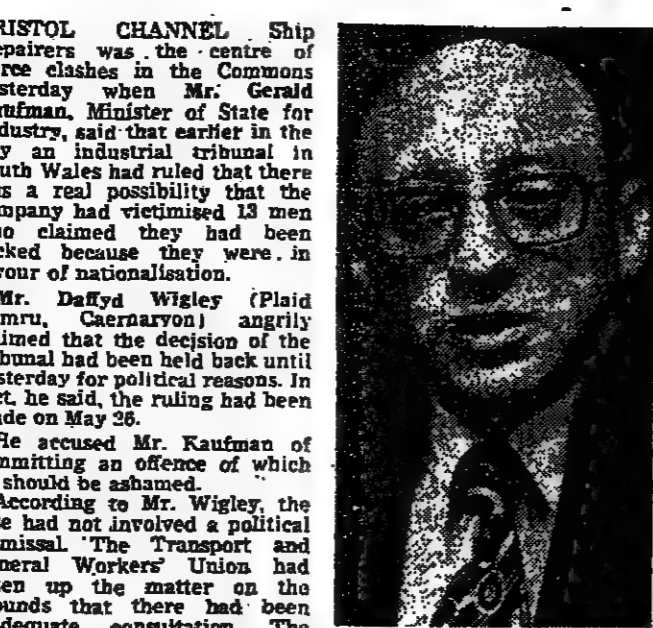 RISTOL CHANNEL Ship
epairers was the centre of
rce clashes in the Commons
sterday when Mr. Gerald
ufman, Minister of State for
dustry, said that earlier in the
y an industrial tribunal in
uth Wales had ruled that there
s a real possibility that the
mpany had victimised 13 men
o claimed they had been
cked because they were in
vour of nationalisation.
Mr. Daffyd Wigley (Plaid
mru, Caernarvon) angrily
imed that the decision of the
bunal had been held back until
sterday for political reasons. In
ct, he said, the ruling had been
de on May 26.
He accused Mr. Kaufman of
mmitting an offence of which
should be ashamed.
According to Mr. Wigley, the
se had not involved a political
missal. The Transport and
neral Workers' Union had
en up the matter on the
ounds that there had been
adequate consultation. The